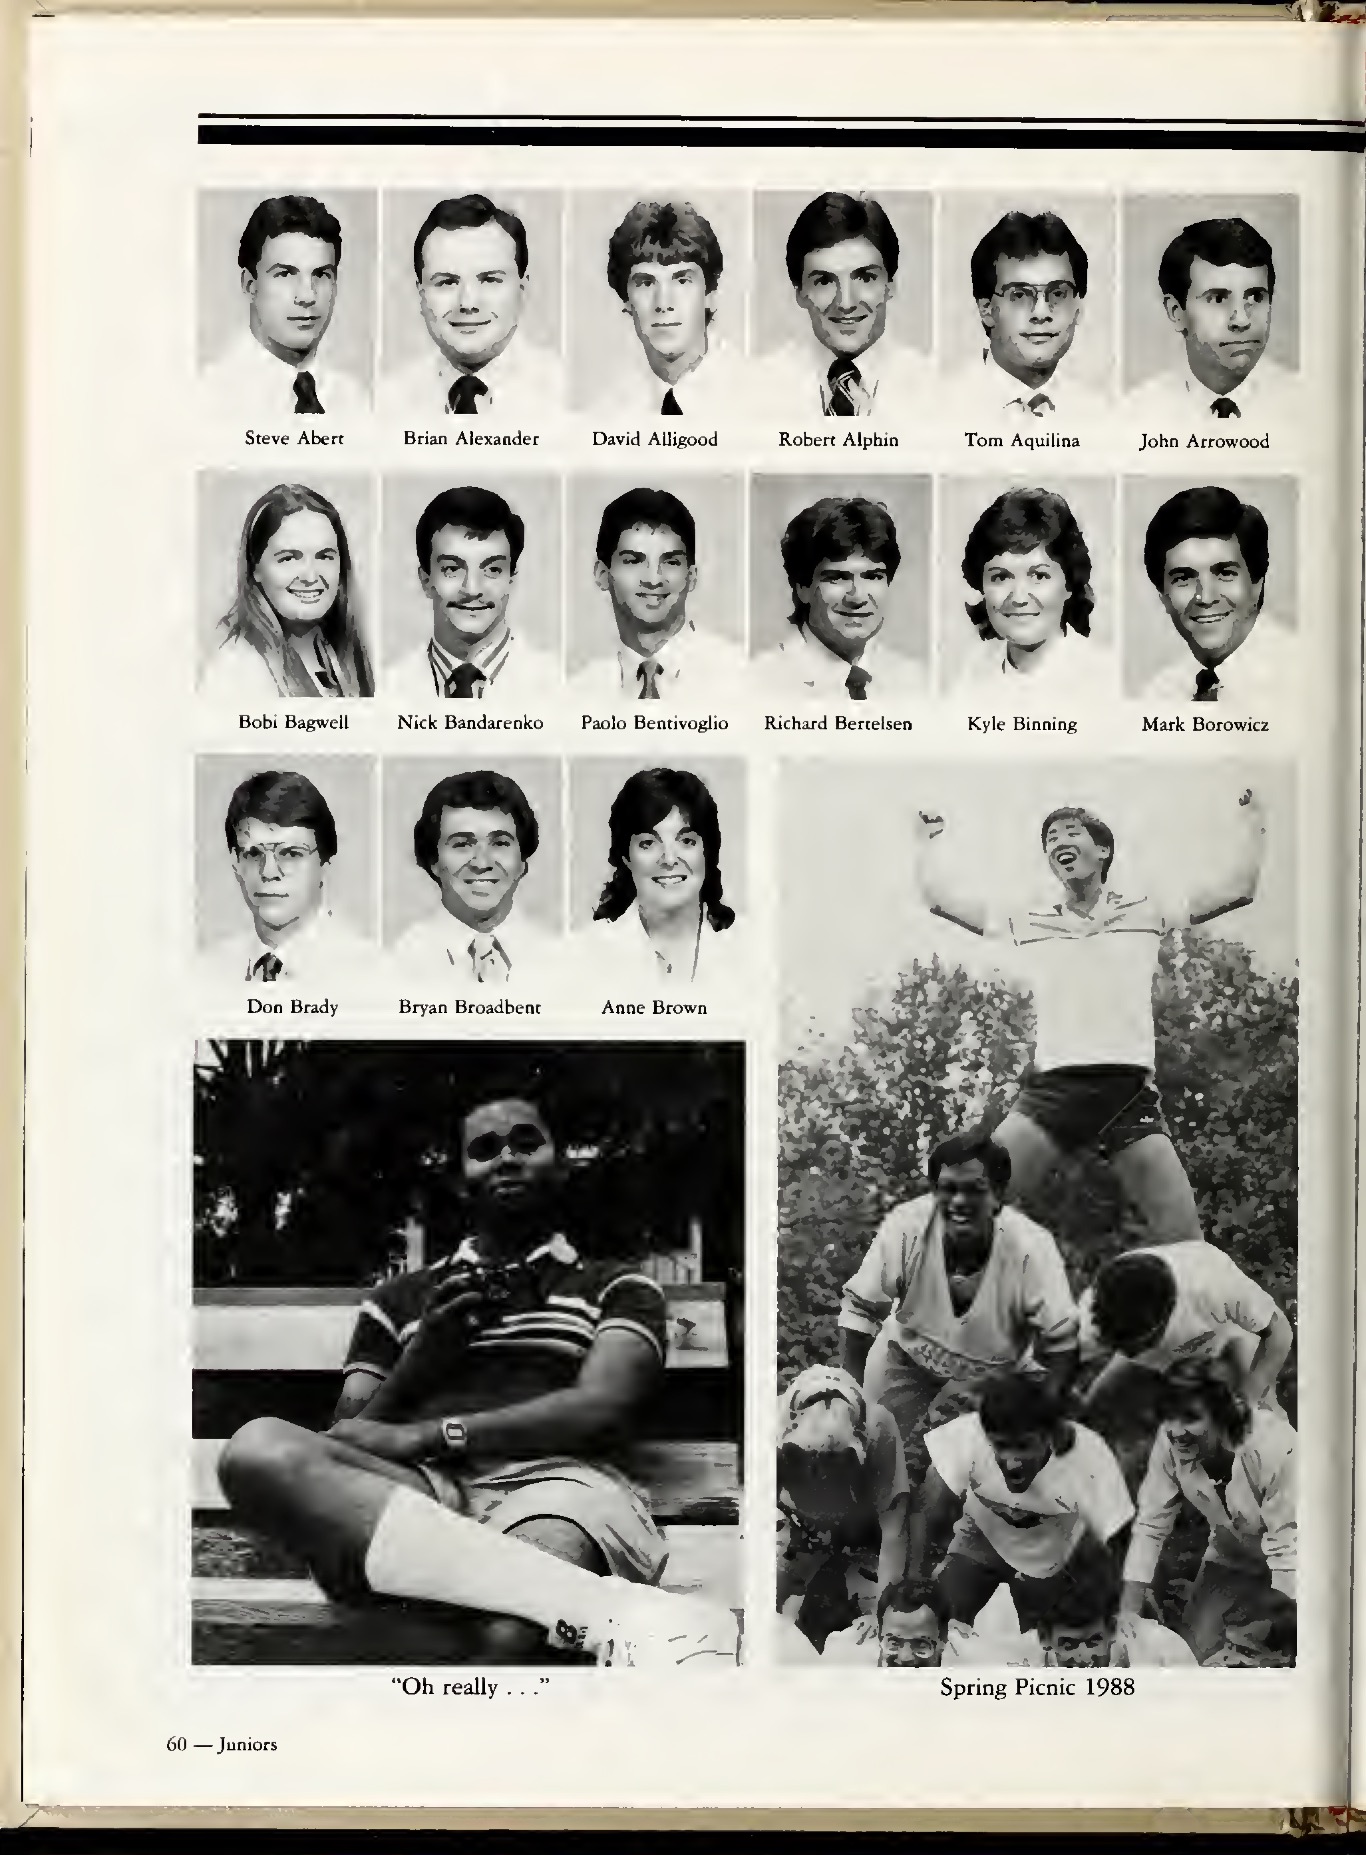 Steve Abert Brian Alexander David Alligood Robert Alphin Tom Aquilina John Arrowood
Bobi Bagwell Nick Bandarenko Paolo Bentivoglio Richard Bertelsen Kyle Binning Mark Borowicz
Don Brady Bryan Broadbent Anne Brown
"Oh really . . ."
Spring Picnic 1988
60 — Juniors